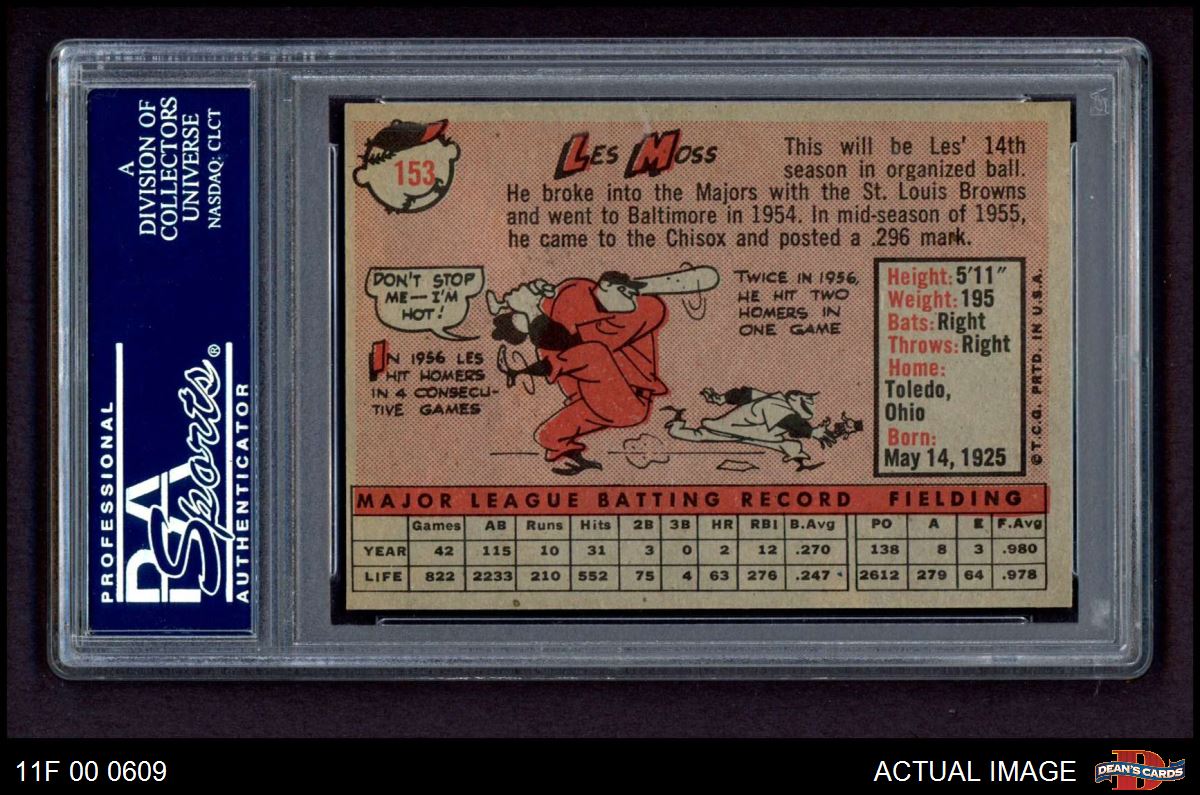 A
DIVISION OF
COLLECTORS
UNIVERSE
NASDAQ: CLCT
PROFESSIONAL
PSA
Sports®
AUTHENTICATOR
153
LES MOSS
This will be Les' 14th
season in organized ball.
He broke into the Majors with the St. Louis Browns
and went to Baltimore in 1954. In mid-season of 1955,
he came to the Chisox and posted a .296 mark.
DON'T STOP
ME—I'M
HOT!
IN 1956 LES
HIT HOMERS
IN 4 CONSECU-
TIVE GAMES
TWICE IN 1956,
HE HIT TWO
HOMERS IN
ONE GAME
Height: 5'11"
Weight: 195
Bats: Right
Throws: Right
Home:
Toledo,
Ohio
Born:
May 14, 1925
© T.C.G. PRTD. IN U.S.A.
MAJOR LEAGUE BATTING RECORD FIELDING
Games AB Runs Hits 2B 3B HR RBI B.Avg PO A E F.Avg
YEAR 42 115 10 31 3 0 2 12 .270 138 8 3 .980
LIFE 822 2233 210 552 75 4 63 276 .247 2612 279 64 .978
11F 00 0609
ACTUAL IMAGE
DEAN'S CARDS